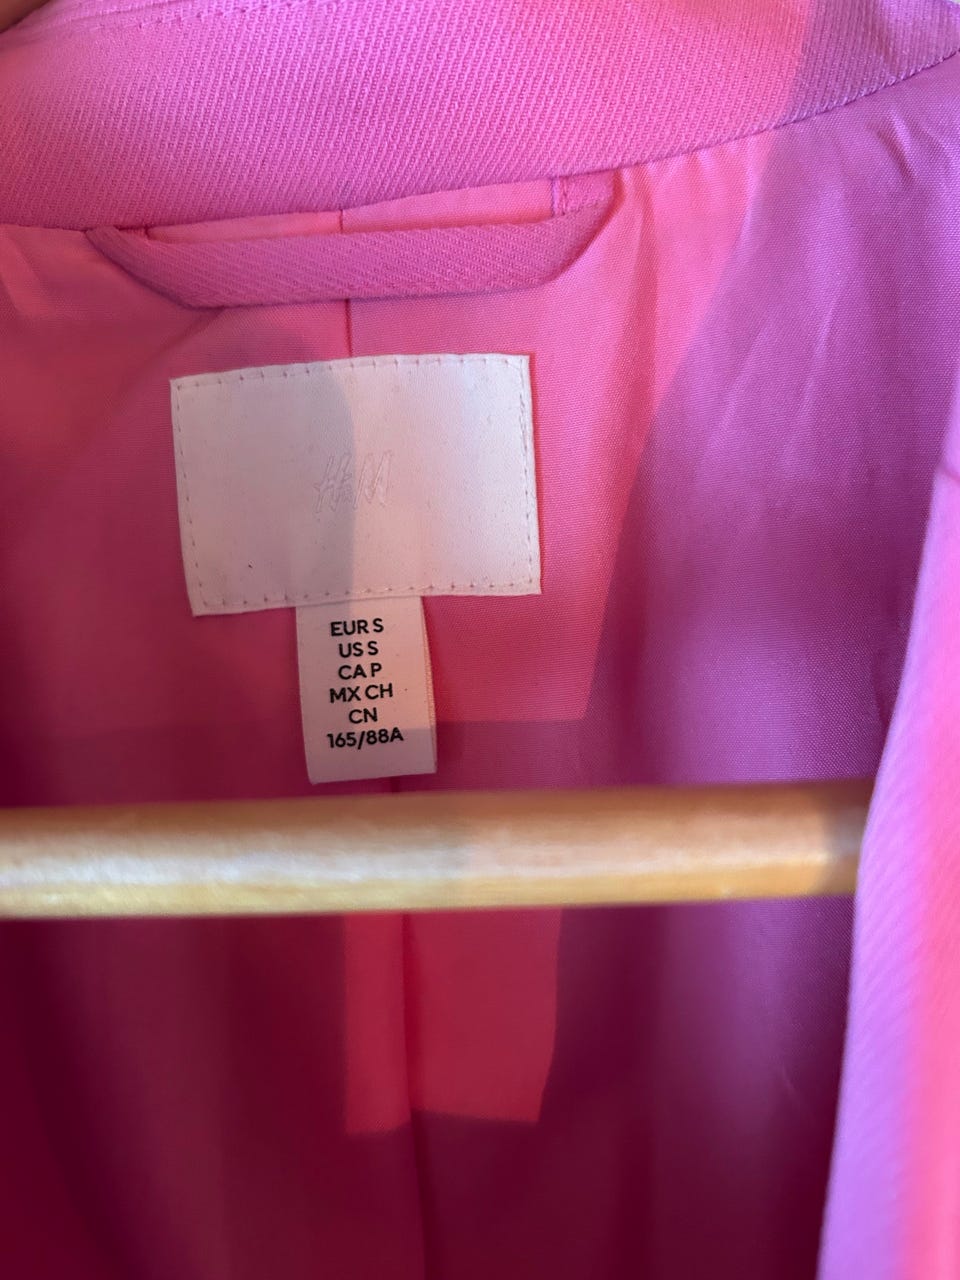 H&M
EUR S
US S
CA P
MX CH
CN
165/88A